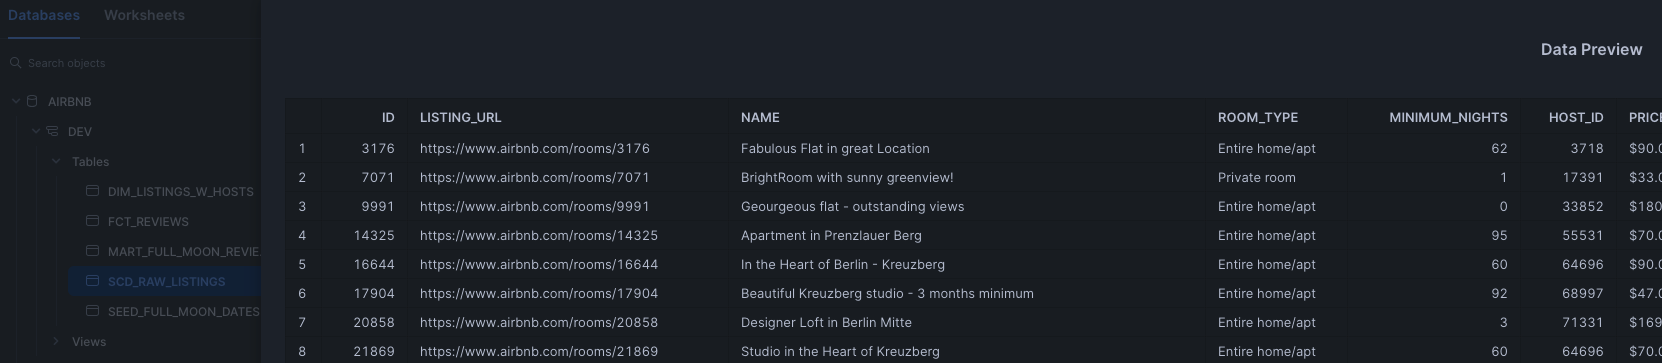 Databases Worksheets
Search objects
AIRBNB
DEV
Tables
DIM_LISTINGS_W_HOSTS
FCT_REVIEWS
MART_FULL_MOON_REVIE
SCD_RAW_LISTINGS
SEED_FULL_MOON_DATES
Views
Data Preview
ID LISTING_URL NAME ROOM_TYPE MINIMUM_NIGHTS HOST_ID PRICE
1 3176 https://www.airbnb.com/rooms/3176 Fabulous Flat in great Location Entire home/apt 62 3718 $90.0
2 7071 https://www.airbnb.com/rooms/7071 BrightRoom with sunny greenview! Private room 1 17391 $33.0
3 9991 https://www.airbnb.com/rooms/9991 Geourgeous flat - outstanding views Entire home/apt 0 33852 $180
4 14325 https://www.airbnb.com/rooms/14325 Apartment in Prenzlauer Berg Entire home/apt 95 55531 $70.0
5 16644 https://www.airbnb.com/rooms/16644 In the Heart of Berlin - Kreuzberg Entire home/apt 60 64696 $90.0
6 17904 https://www.airbnb.com/rooms/17904 Beautiful Kreuzberg studio - 3 months minimum Entire home/apt 92 68997 $47.0
7 20858 https://www.airbnb.com/rooms/20858 Designer Loft in Berlin Mitte Entire home/apt 3 71331 $169
8 21869 https://www.airbnb.com/rooms/21869 Studio in the Heart of Kreuzberg Entire home/apt 60 64696 $70.0